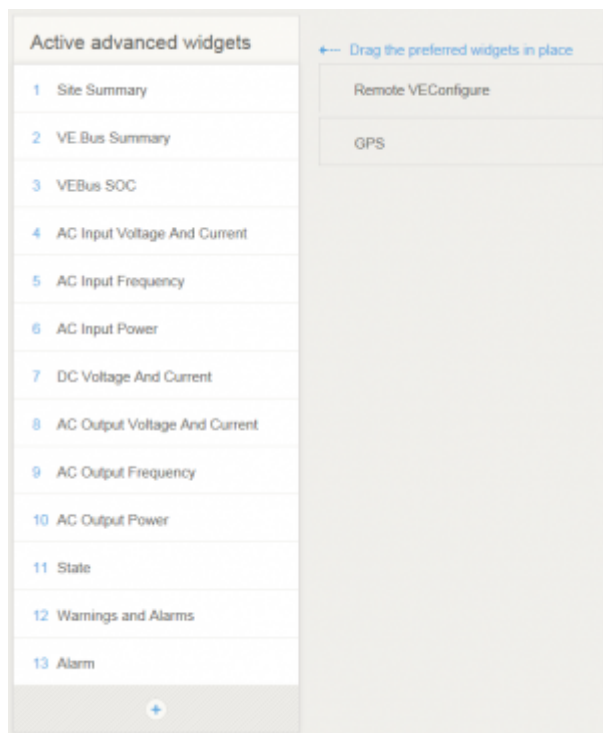 Active advanced widgets
1 Site Summary
2 VE.Bus Summary
3 VEBus SOC
4 AC Input Voltage And Current
5 AC Input Frequency
6 AC Input Power
7 DC Voltage And Current
8 AC Output Voltage And Current
9 AC Output Frequency
10 AC Output Power
11 State
12 Warnings and Alarms
13 Alarm
+
Drag the preferred widgets in place
Remote VEConfigure
GPS